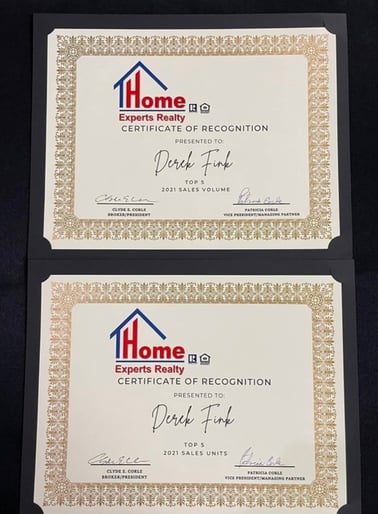 Home
Experts Realty
CERTIFICATE OF RECOGNITION
PRESENTED TO:
Derek Fink
TOP 5
2021 SALES VOLUME
CLYDE E. COBLE
BROKER/PRESIDENT
PATRICIA COBLE
VICE PRESIDENT/MANAGING PARTNER
Home
Experts Realty
CERTIFICATE OF RECOGNITION
PRESENTED TO:
Derek Fink
TOP 5
2021 SALES UNITS
CLYDE E. COBLE
BROKER/PRESIDENT
PATRICIA COBLE
VICE PRESIDENT/MANAGING PARTNER